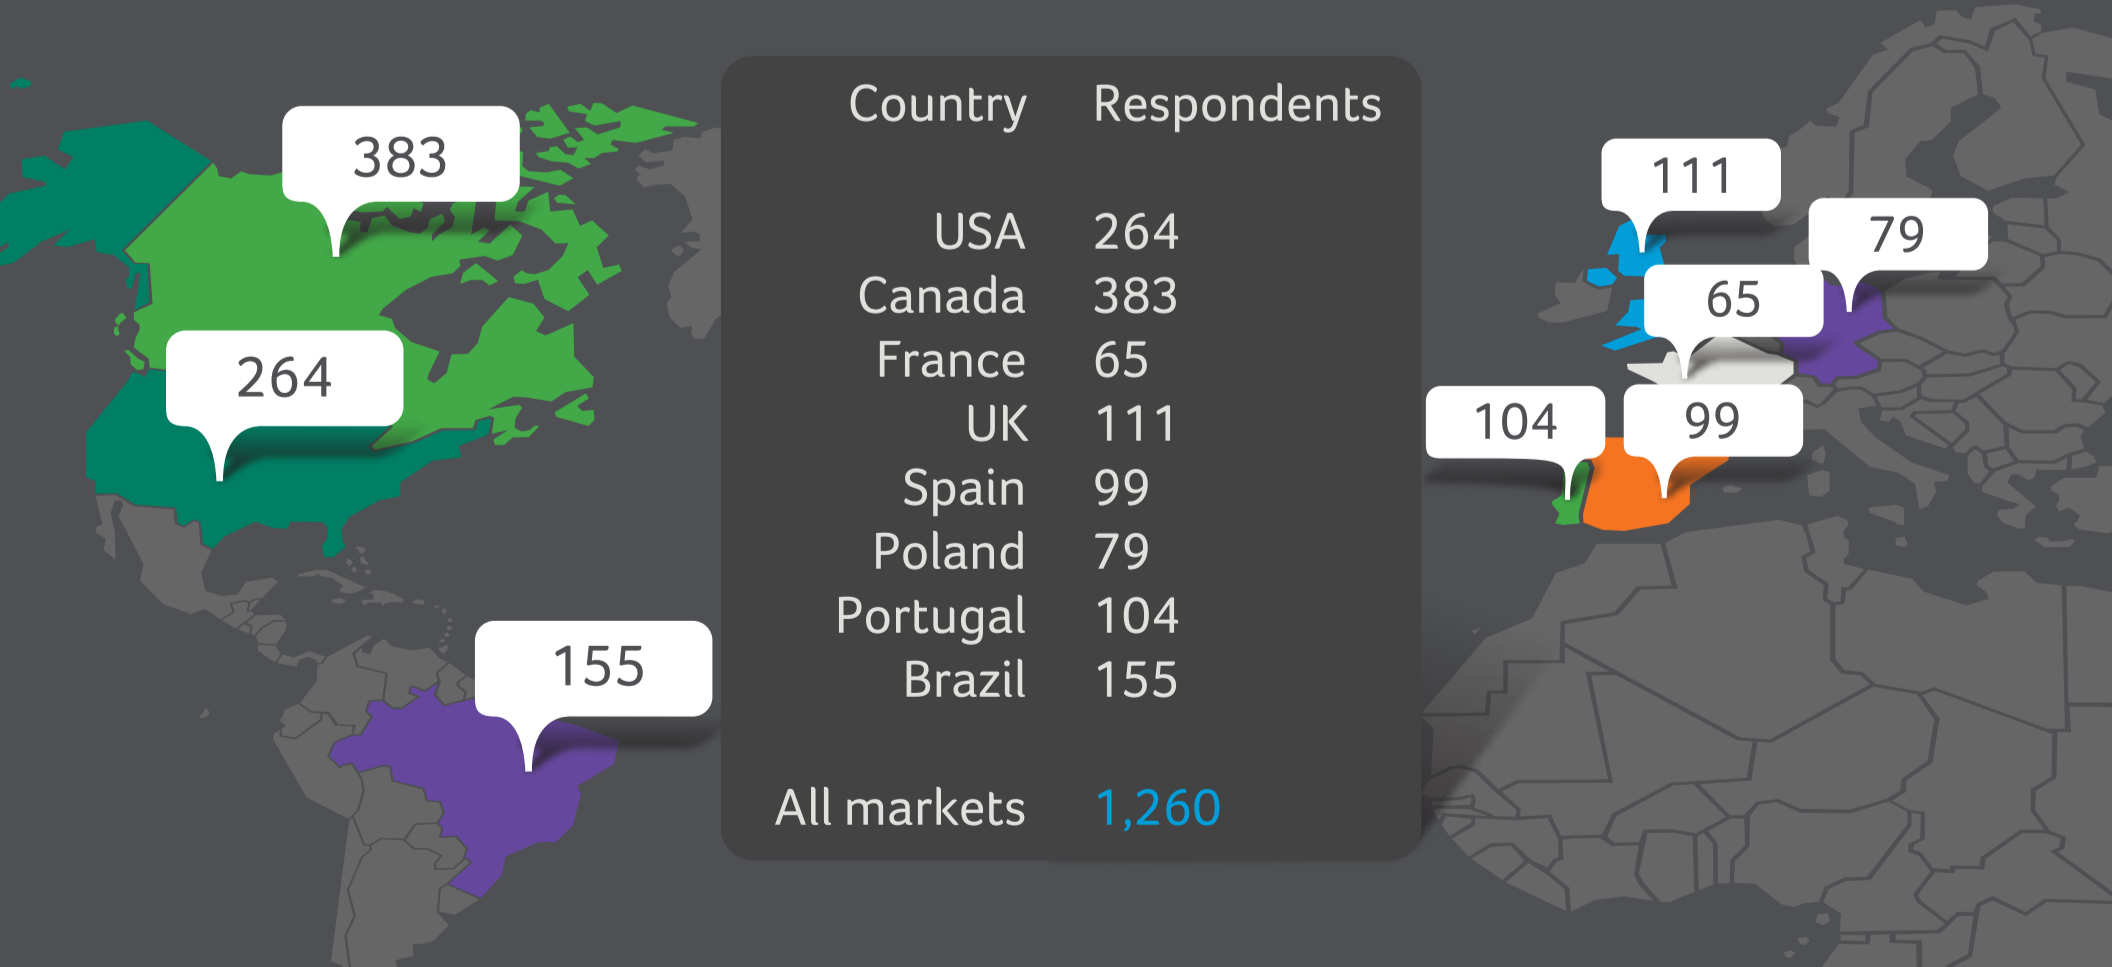 383
264
155
Country Respondents
USA 264
Canada 383
France 65
UK 111
Spain 99
Poland 79
Portugal 104
Brazil 155
All markets 1,260
111
79
65
104
99